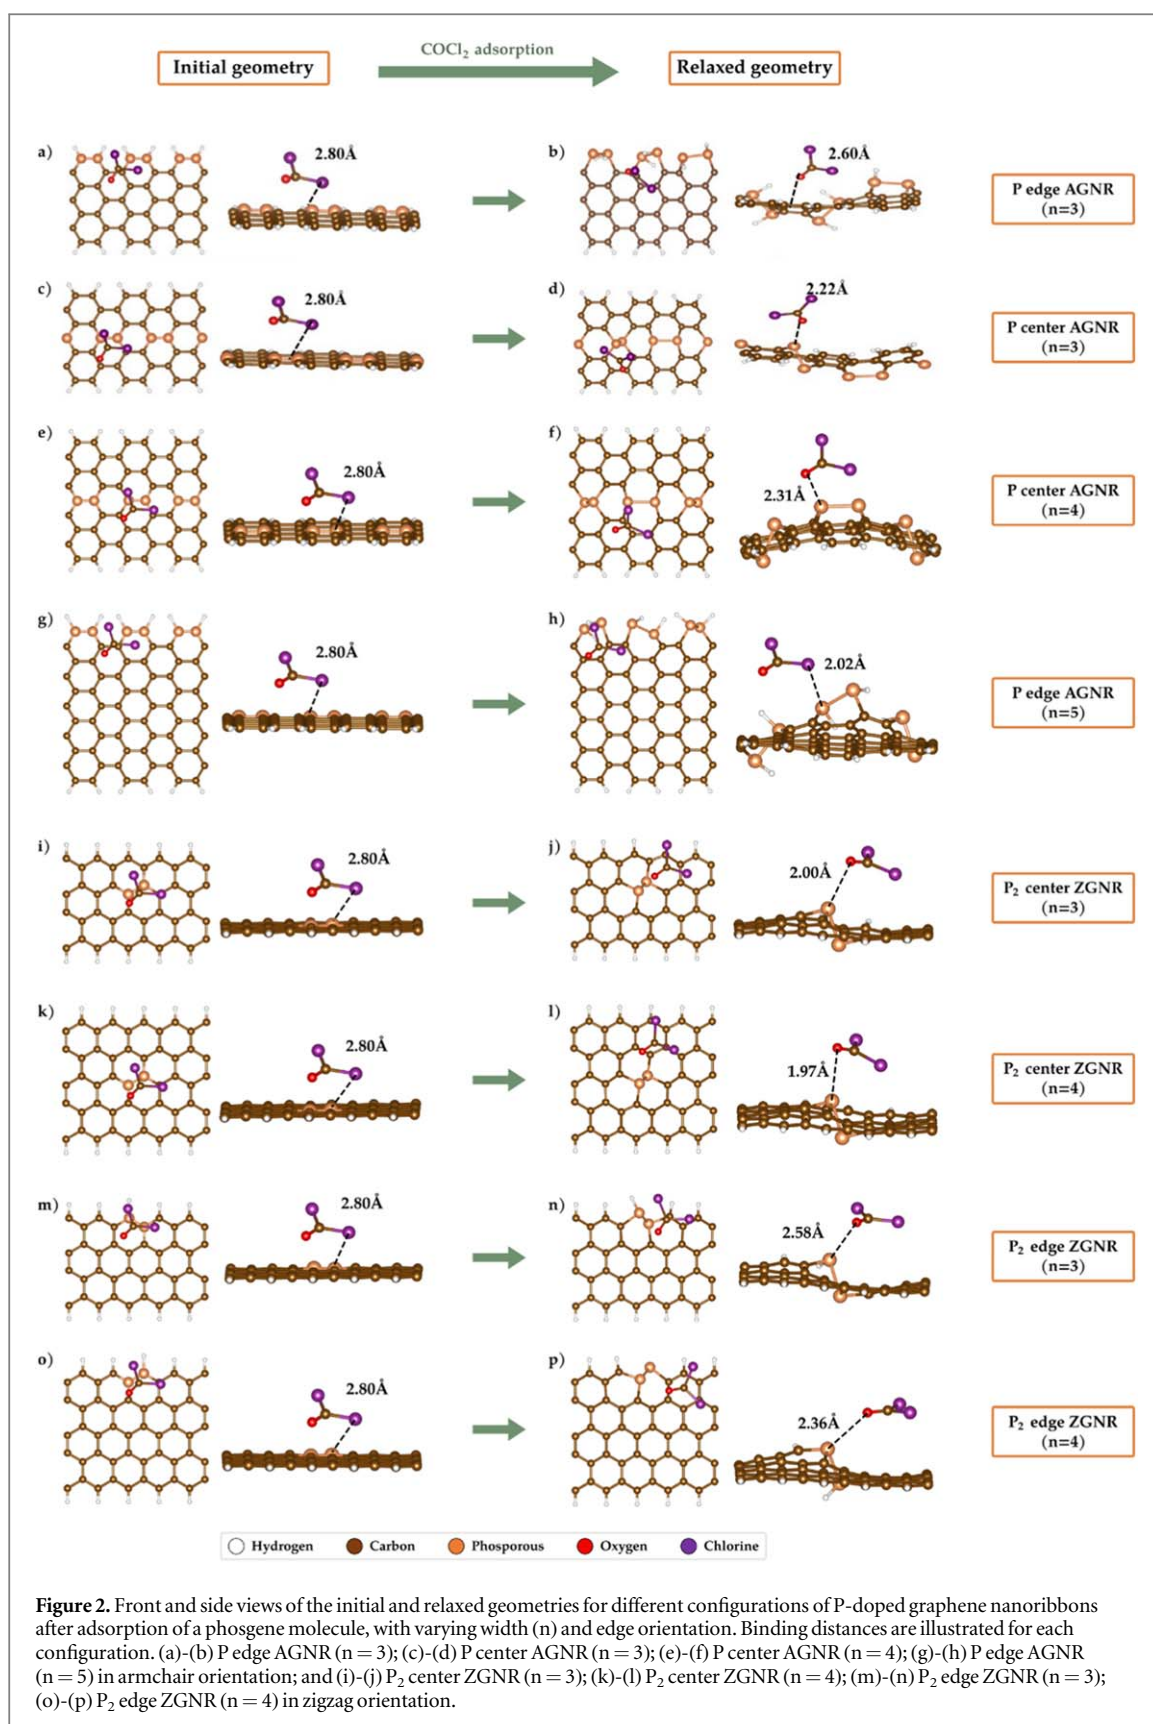 COCl₂ adsorption
Initial geometry
Relaxed geometry
a)
2.80Å
b)
2.60Å
P edge AGNR
(n=3)
c)
2.80Å
d)
2.22Å
P center AGNR
(n=3)
e)
2.80Å
f)
2.31Å
P center AGNR
(n=4)
g)
2.80Å
h)
2.02Å
P edge AGNR
(n=5)
i)
2.80Å
j)
2.00Å
P₂ center ZGNR
(n=3)
k)
2.80Å
l)
1.97Å
P₂ center ZGNR
(n=4)
m)
2.80Å
n)
2.58Å
P₂ edge ZGNR
(n=3)
o)
2.80Å
p)
2.36Å
P₂ edge ZGNR
(n=4)
Hydrogen Carbon Phosporous Oxygen Chlorine
Figure 2. Front and side views of the initial and relaxed geometries for different configurations of P-doped graphene nanoribbons
after adsorption of a phosgene molecule, with varying width (n) and edge orientation. Binding distances are illustrated for each
configuration. (a)-(b) P edge AGNR (n = 3); (c)-(d) P center AGNR (n = 3); (e)-(f) P center AGNR (n = 4); (g)-(h) P edge AGNR
(n = 5) in armchair orientation; and (i)-(j) P₂ center ZGNR (n = 3); (k)-(l) P₂ center ZGNR (n = 4); (m)-(n) P₂ edge ZGNR (n = 3);
(o)-(p) P₂ edge ZGNR (n = 4) in zigzag orientation.